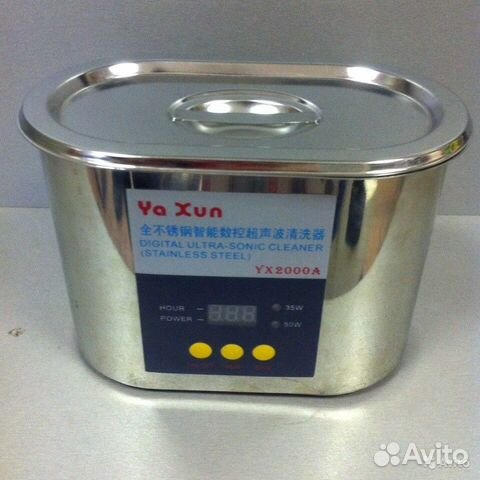 Ya Xun
全不锈钢智能数控超声波清洗器
DIGITAL ULTRA-SONIC CLEANER
(STAINLESS STEEL)
YX2000A
HOUR
35W
POWER
50W
Avito